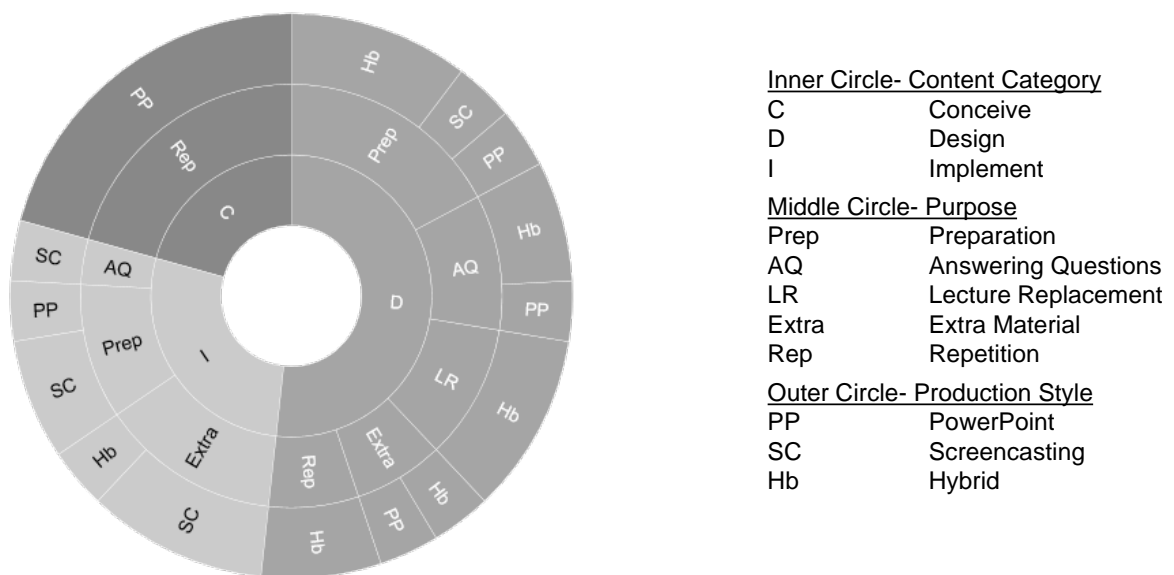 PP
Rep
C
Hb
SC
PP
Prep
Hb
AQ
PP
D
LR
Hb
Extra
Hb
PP
Rep
Hb
I
SC
AQ
PP
Prep
SC
Hb
Extra
SC
Inner Circle- Content Category
C Conceive
D Design
I Implement
Middle Circle- Purpose
Prep Preparation
AQ Answering Questions
LR Lecture Replacement
Extra Extra Material
Rep Repetition
Outer Circle- Production Style
PP PowerPoint
SC Screencasting
Hb Hybrid